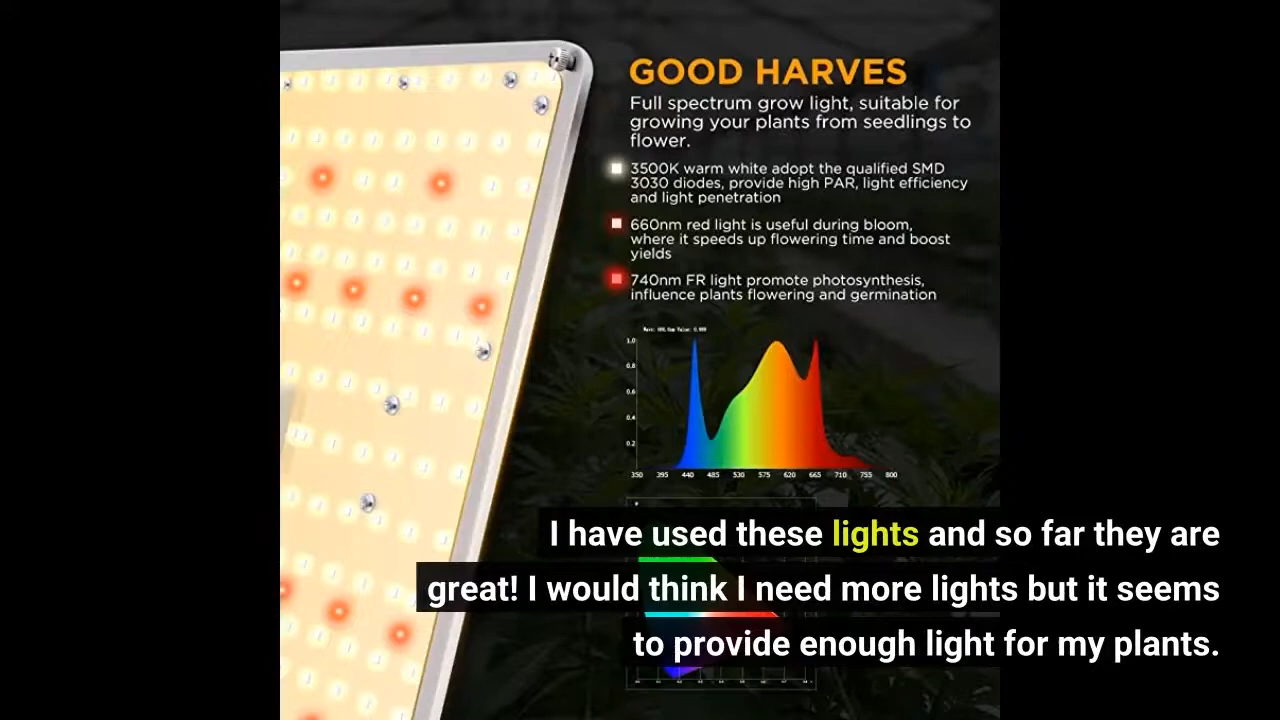 GOOD HARVES
Full spectrum grow light, suitable for
growing your plants from seedlings to
flower.
3500K warm white adopt the qualified SMD
3030 diodes, provide high PAR, light efficiency
and light penetration
660nm red light is useful during bloom,
where it speeds up flowering time and boost
yields
740nm FR light promote photosynthesis,
influence plants flowering and germination
1.0
0.8
0.6
0.4
0.2
350 395 440 485 530 575 620 665 710 755 800
I have used these lights and so far they are
great! I would think I need more lights but it seems
to provide enough light for my plants.